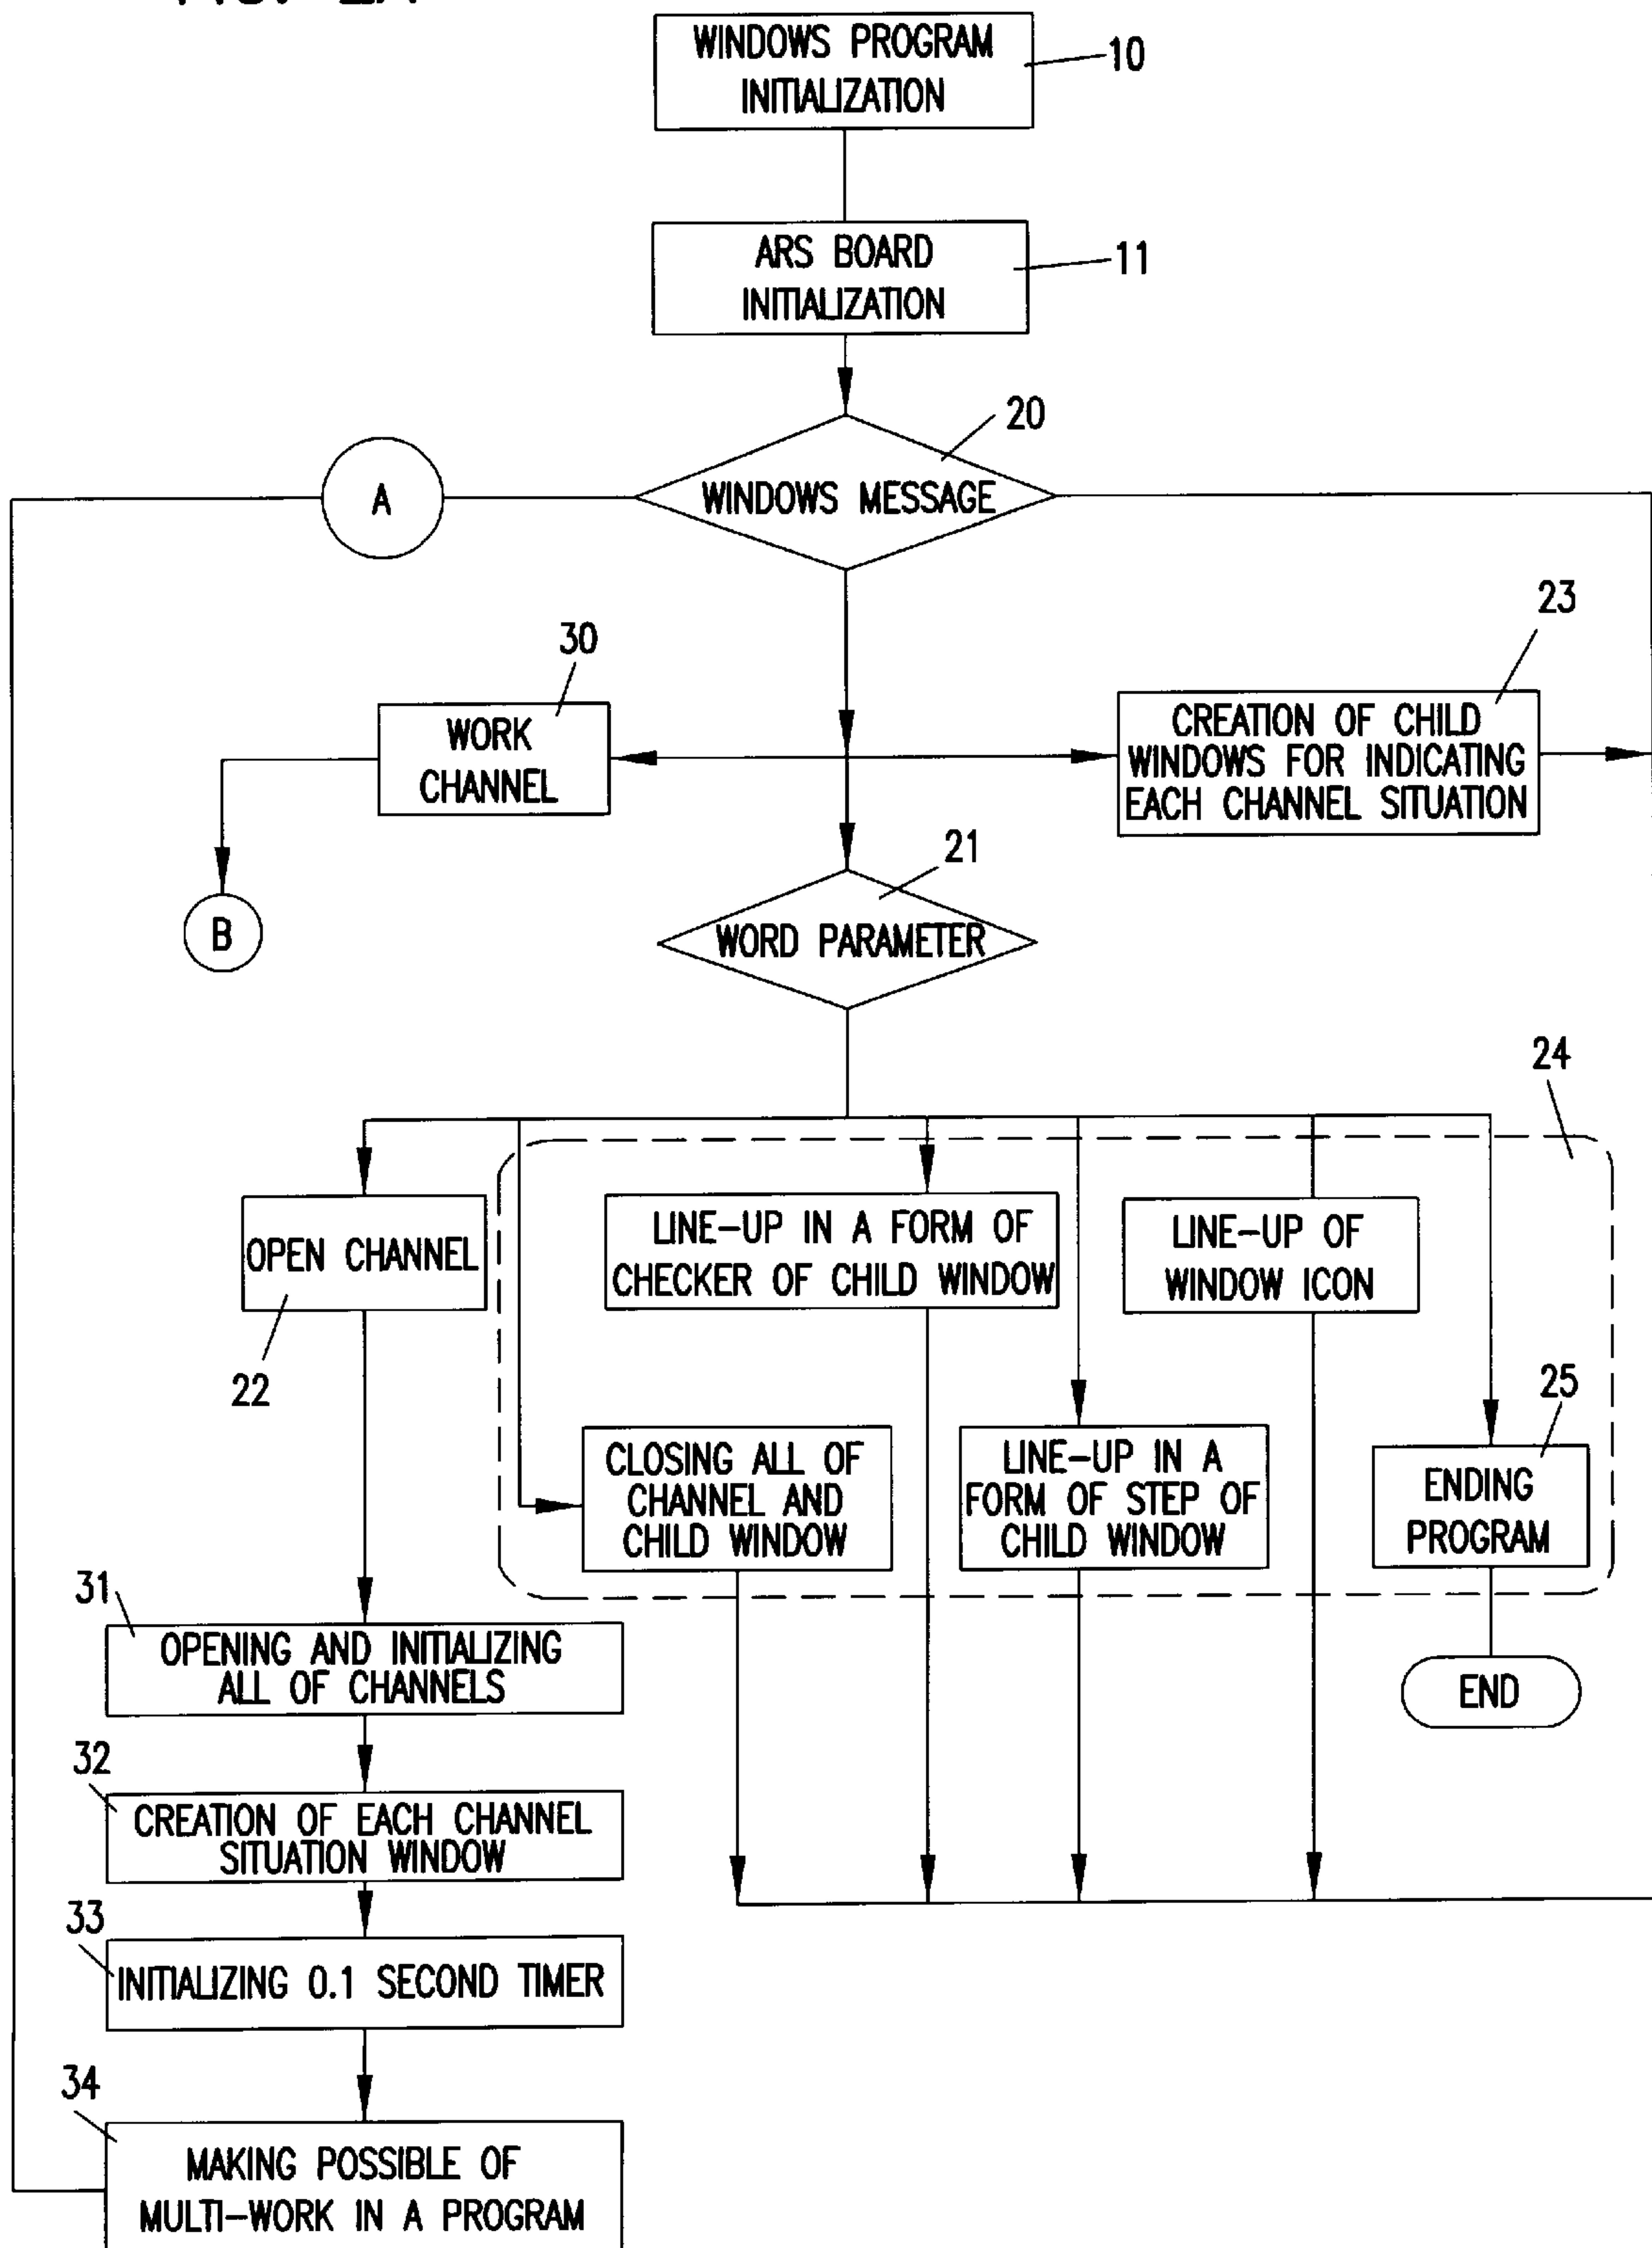 WINDOWS PROGRAM
INITIALIZATION
10
ARS BOARD
INITIALIZATION
11
20
A
WINDOWS MESSAGE
23
30
WORK
CHANNEL
CREATION OF CHILD
WINDOWS FOR INDICATING
EACH CHANNEL SITUATION
21
B
WORD PARAMETER
24
OPEN CHANNEL
22
LINE-UP IN A FORM OF
CHECKER OF CHILD WINDOW
LINE-UP OF
WINDOW ICON
25
CLOSING ALL OF
CHANNEL AND
CHILD WINDOW
LINE-UP IN A
FORM OF STEP OF
CHILD WINDOW
ENDING
PROGRAM
END
31
OPENING AND INITIALIZING
ALL OF CHANNELS
32
CREATION OF EACH CHANNEL
SITUATION WINDOW
33
INITIALIZING 0.1 SECOND TIMER
34
MAKING POSSIBLE OF
MULTI-WORK IN A PROGRAM